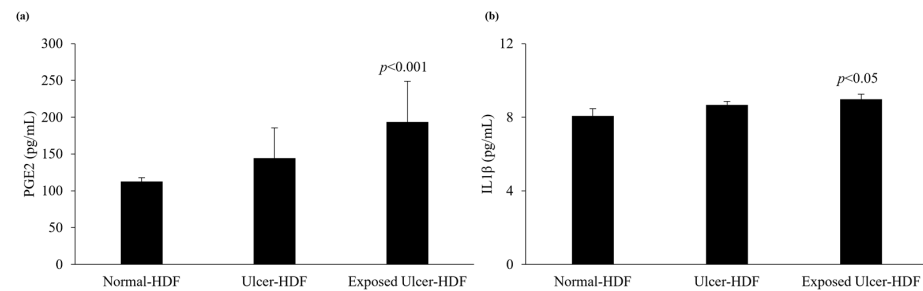 (a)
300
250
200
150
100
50
0
PGE2 (pg/mL)
p<0.001
Normal-HDF
Ulcer-HDF
Exposed Ulcer-HDF
(b)
12
8
4
0
IL1β (pg/mL)
p<0.05
Normal-HDF
Ulcer-HDF
Exposed Ulcer-HDF